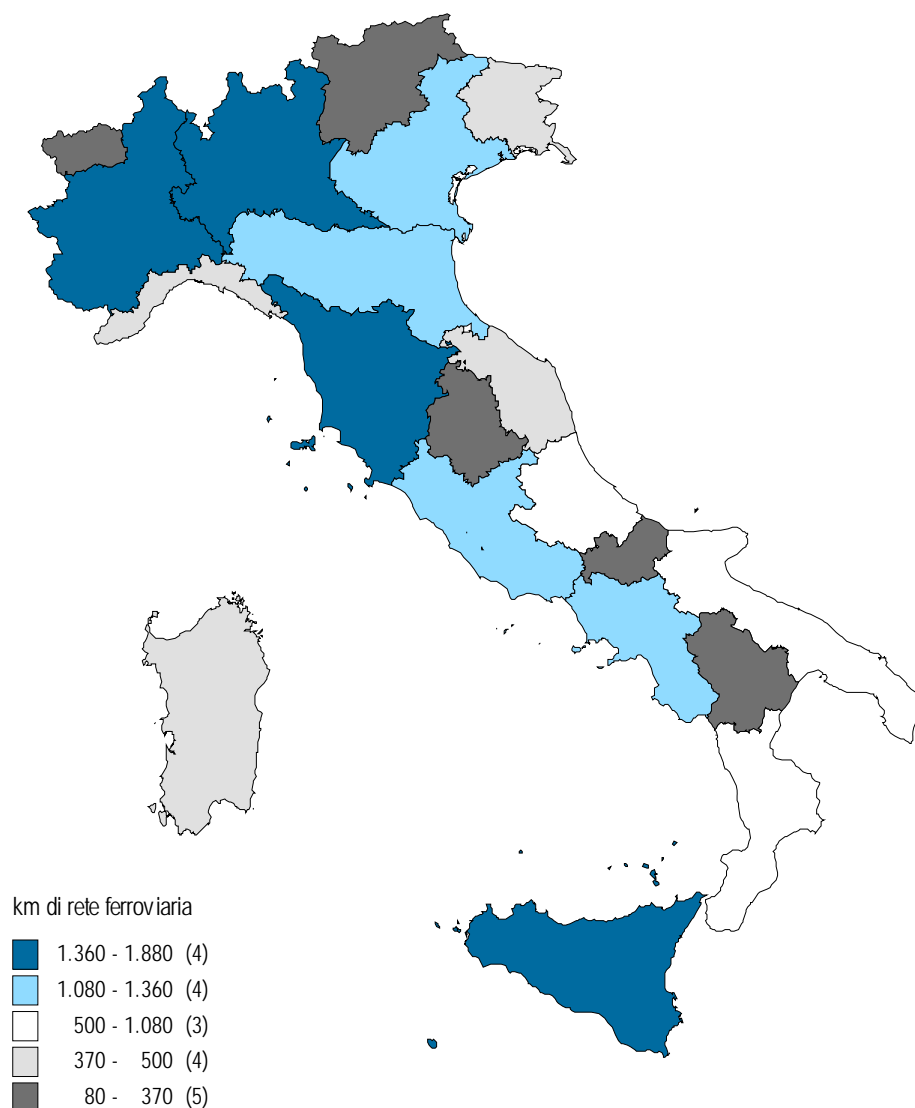 km di rete ferroviaria
1.360 - 1.880 (4)
1.080 - 1.360 (4)
500 - 1.080 (3)
370 - 500 (4)
80 - 370 (5)